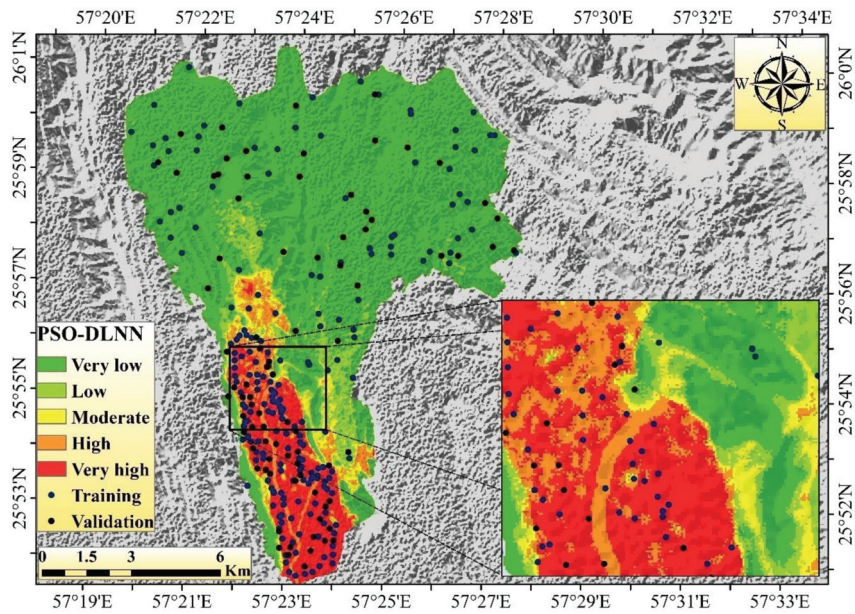 57°20'E 57°22'E 57°24'E 57°26'E 57°28'E 57°30'E 57°32'E 57°34'E
26°1'N
25°59'N
25°57'N
25°55'N
25°53'N
26°0'N
25°58'N
25°56'N
25°54'N
25°52'N
N
W E
S
PSO-DLNN
Very low
Low
Moderate
High
Very high
Training
Validation
0 1.5 3 6
Km
57°19'E 57°21'E 57°23'E 57°25'E 57°27'E 57°29'E 57°31'E 57°33'E